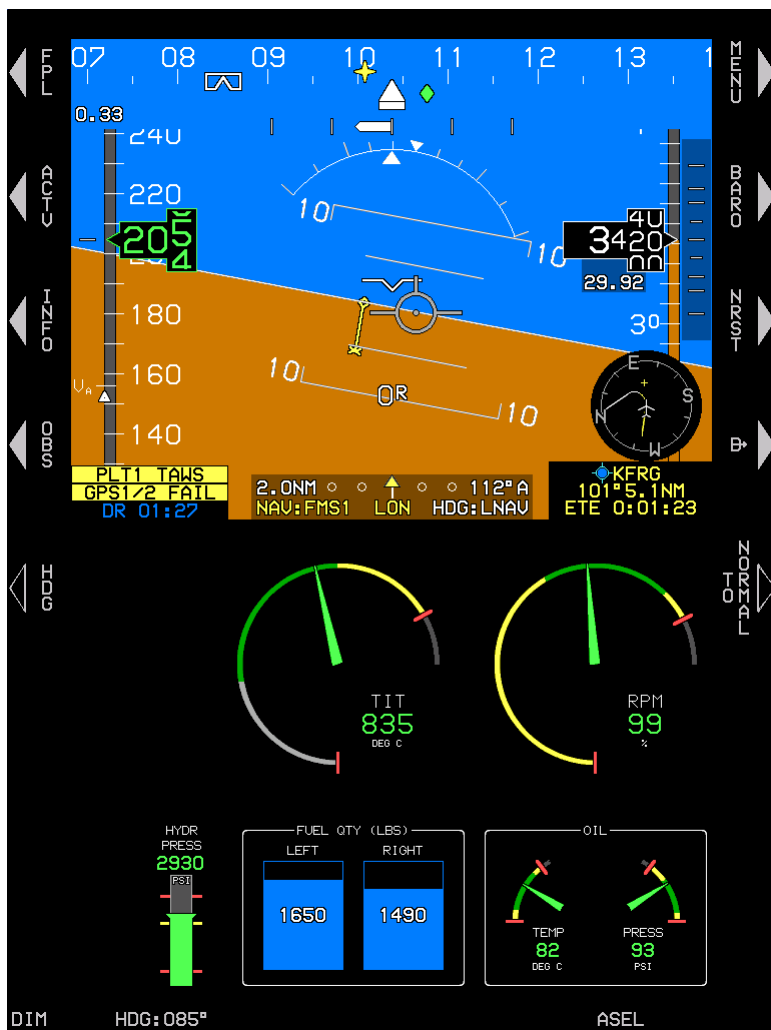 FPL
MENU
07 08 09 10 11 12 13 1
0.33
240
ACTV
BARO
220
10 10
205
4
3420
40
00
29.92
INFO
NRST
180
30
160
10 10
0R
VA
E
S
N
W
OBS
140
PLT1 TAWS
GPS1/2 FAIL
DR 01:27
2.0NM 112°A
NAV:FMS1 LON HDG:LNAV
KFRG
101°5.1NM
ETE 0:01:23
HDG
TO NORMAL
TIT
835
DEG C
RPM
99
%
HYDR
PRESS
2930
PSI
FUEL QTY (LBS)
LEFT RIGHT
1650 1490
OIL
TEMP PRESS
82 93
DEG C PSI
DIM HDG:085° ASEL